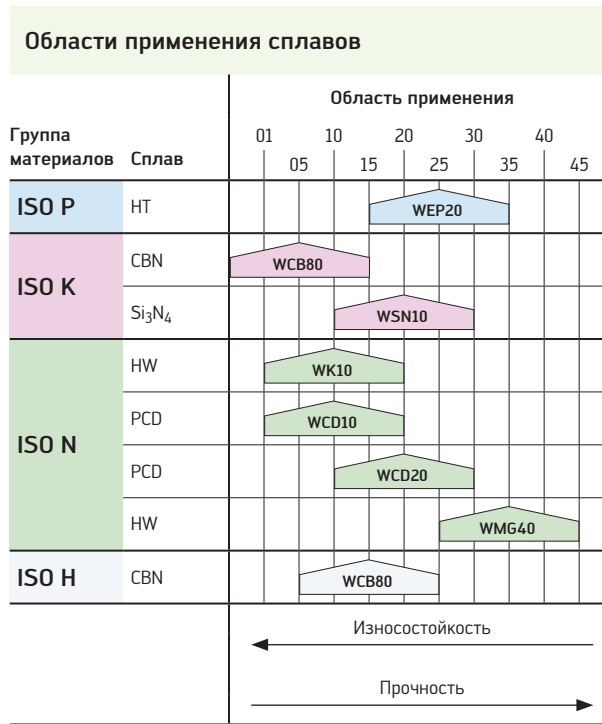 Области применения сплавов
Область применения
Группа
материалов Сплав
01 10 20 30 40
05 15 25 35 45
ISO P HT WEP20
ISO K
CBN WCB80
Si₃N₄ WSN10
ISO N
HW WK10
PCD WCD10
PCD WCD20
HW WMG40
ISO H CBN WCB80
Износостойкость
Прочность